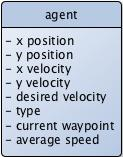 agent
- x position
- y position
- x velocity
- y velocity
- desired velocity
- type
- current waypoint
- average speed